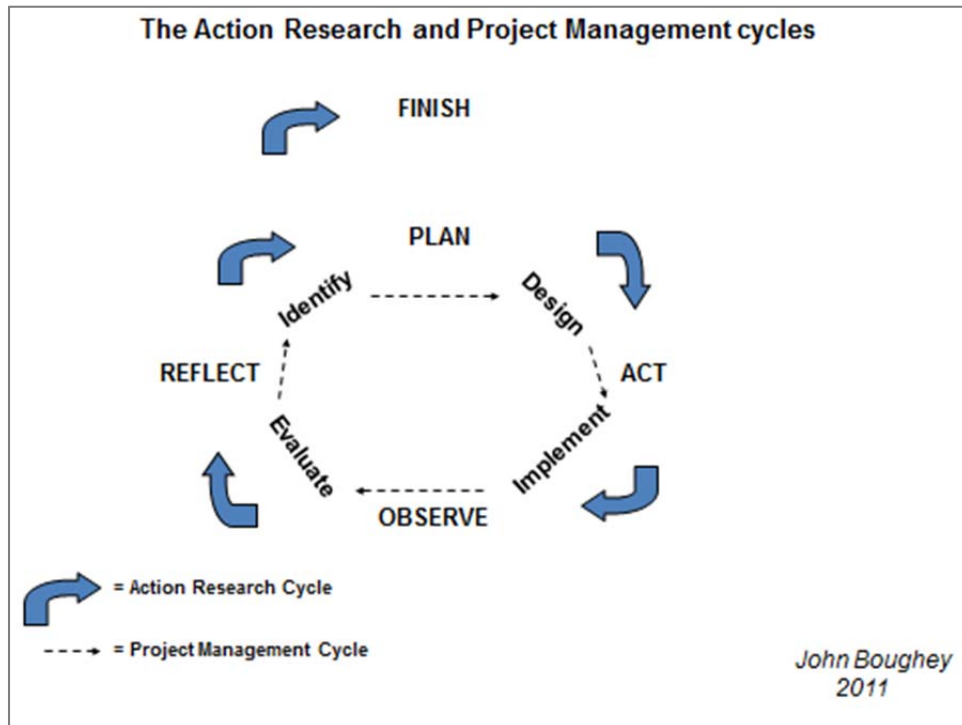 The Action Research and Project Management cycles
FINISH
PLAN
Identify
Design
REFLECT
ACT
Evaluate
Implement
OBSERVE
= Action Research Cycle
= Project Management Cycle
John Boughey
2011